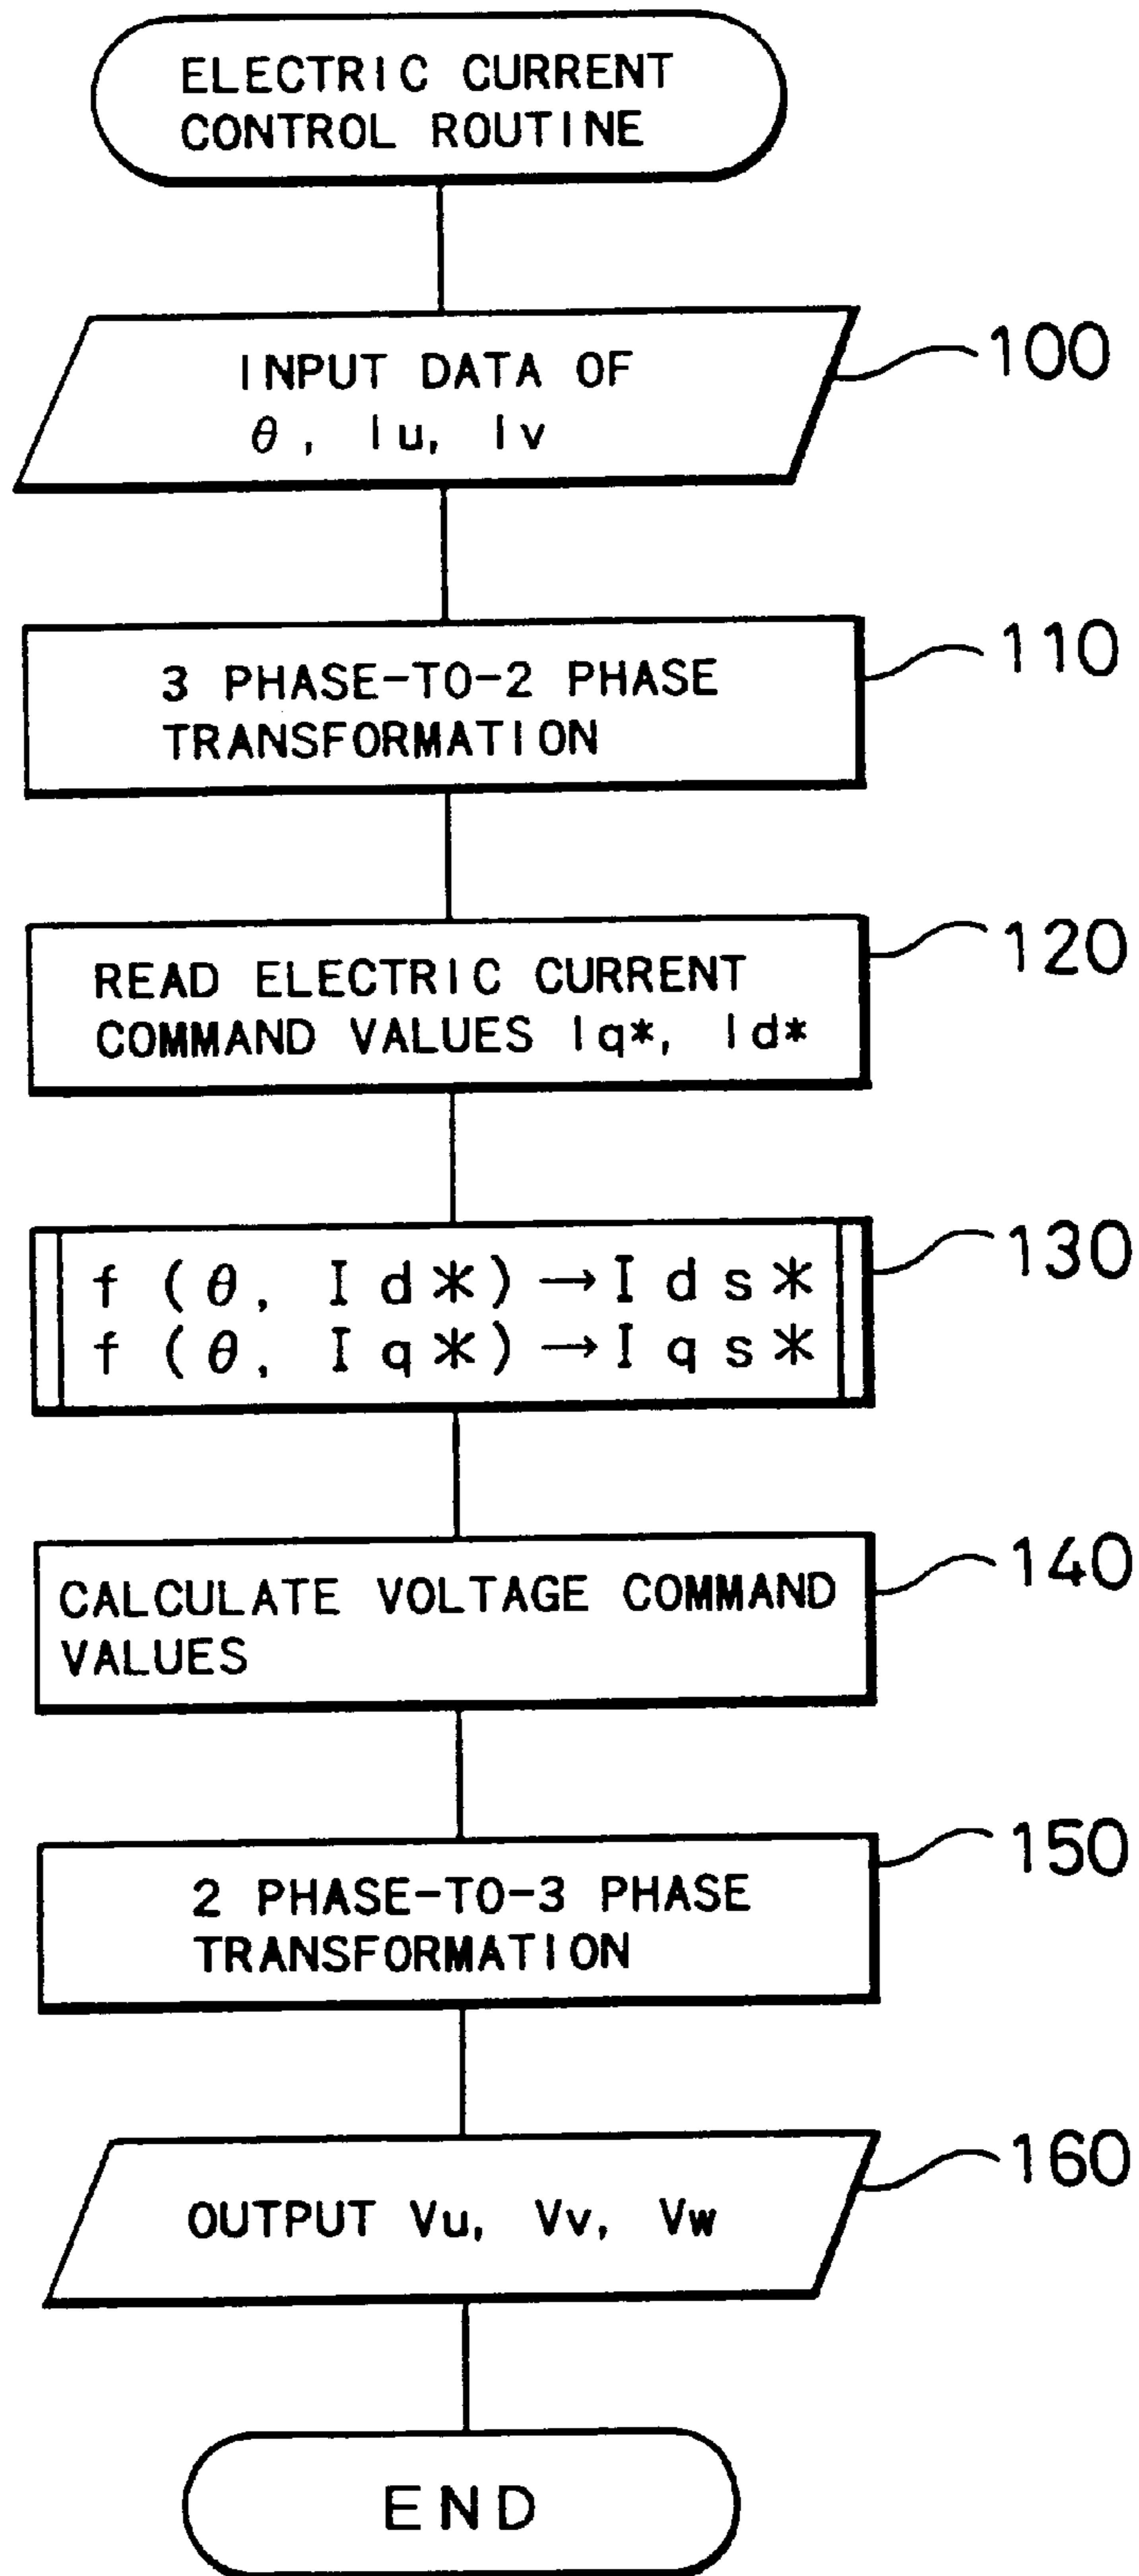 ELECTRIC CURRENT
CONTROL ROUTINE
INPUT DATA OF
θ, Iu, Iv
100
3 PHASE-TO-2 PHASE
TRANSFORMATION
110
READ ELECTRIC CURRENT
COMMAND VALUES Iq*, Id*
120
f (θ, Id*)→Ids*
f (θ, Iq*)→Iqs*
130
CALCULATE VOLTAGE COMMAND
VALUES
140
2 PHASE-TO-3 PHASE
TRANSFORMATION
150
OUTPUT Vu, Vv, Vw
160
END